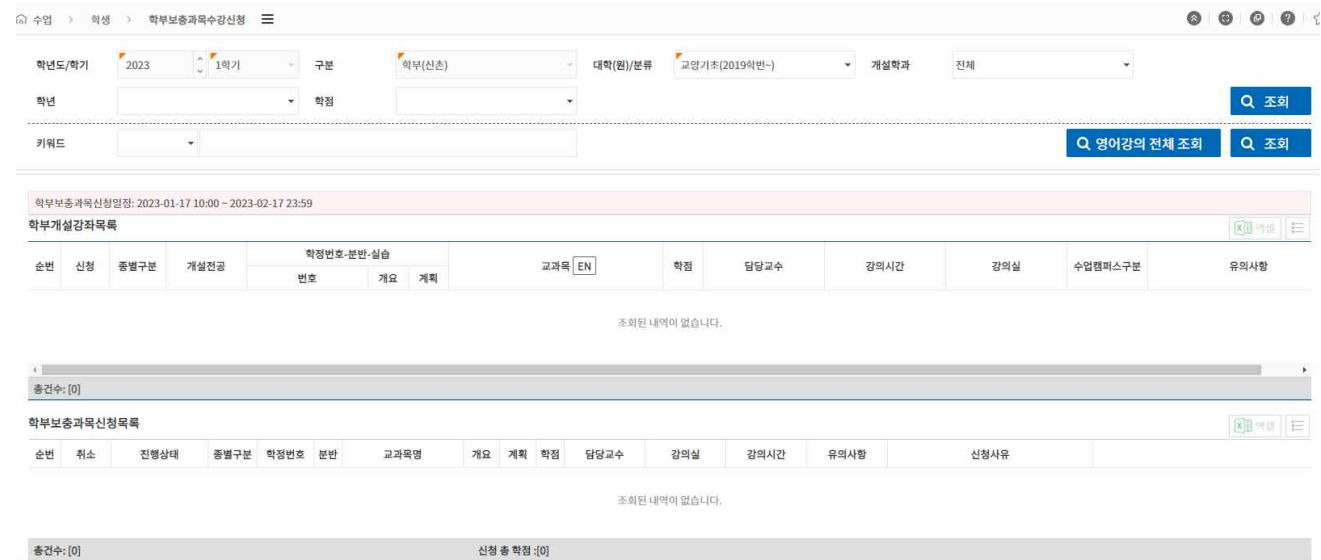 수업 > 학생 > 학부보충과목수강신청
학년도/학기 2023 1학기 구분 학부(신촌) 대학(원)/분류 교양기초(2019학번~) 개설학과 전체
학년 학점 조회
키워드 영어강의 전체 조회 조회
학부보충과목신청일정: 2023-01-17 10:00 ~ 2023-02-17 23:59
학부개설강좌목록 엑셀
순번 신청 종별구분 개설전공 학정번호-분반-실습 교과목 EN 학점 담당교수 강의시간 강의실 수업캠퍼스구분 유의사항
번호 개요 계획
조회된 내역이 없습니다.
총건수: [0]
학부보충과목신청목록 엑셀
순번 취소 진행상태 종별구분 학정번호 분반 교과목명 개요 계획 학점 담당교수 강의실 강의시간 유의사항 신청사유
조회된 내역이 없습니다.
총건수: [0] 신청 총 학점 :[0]